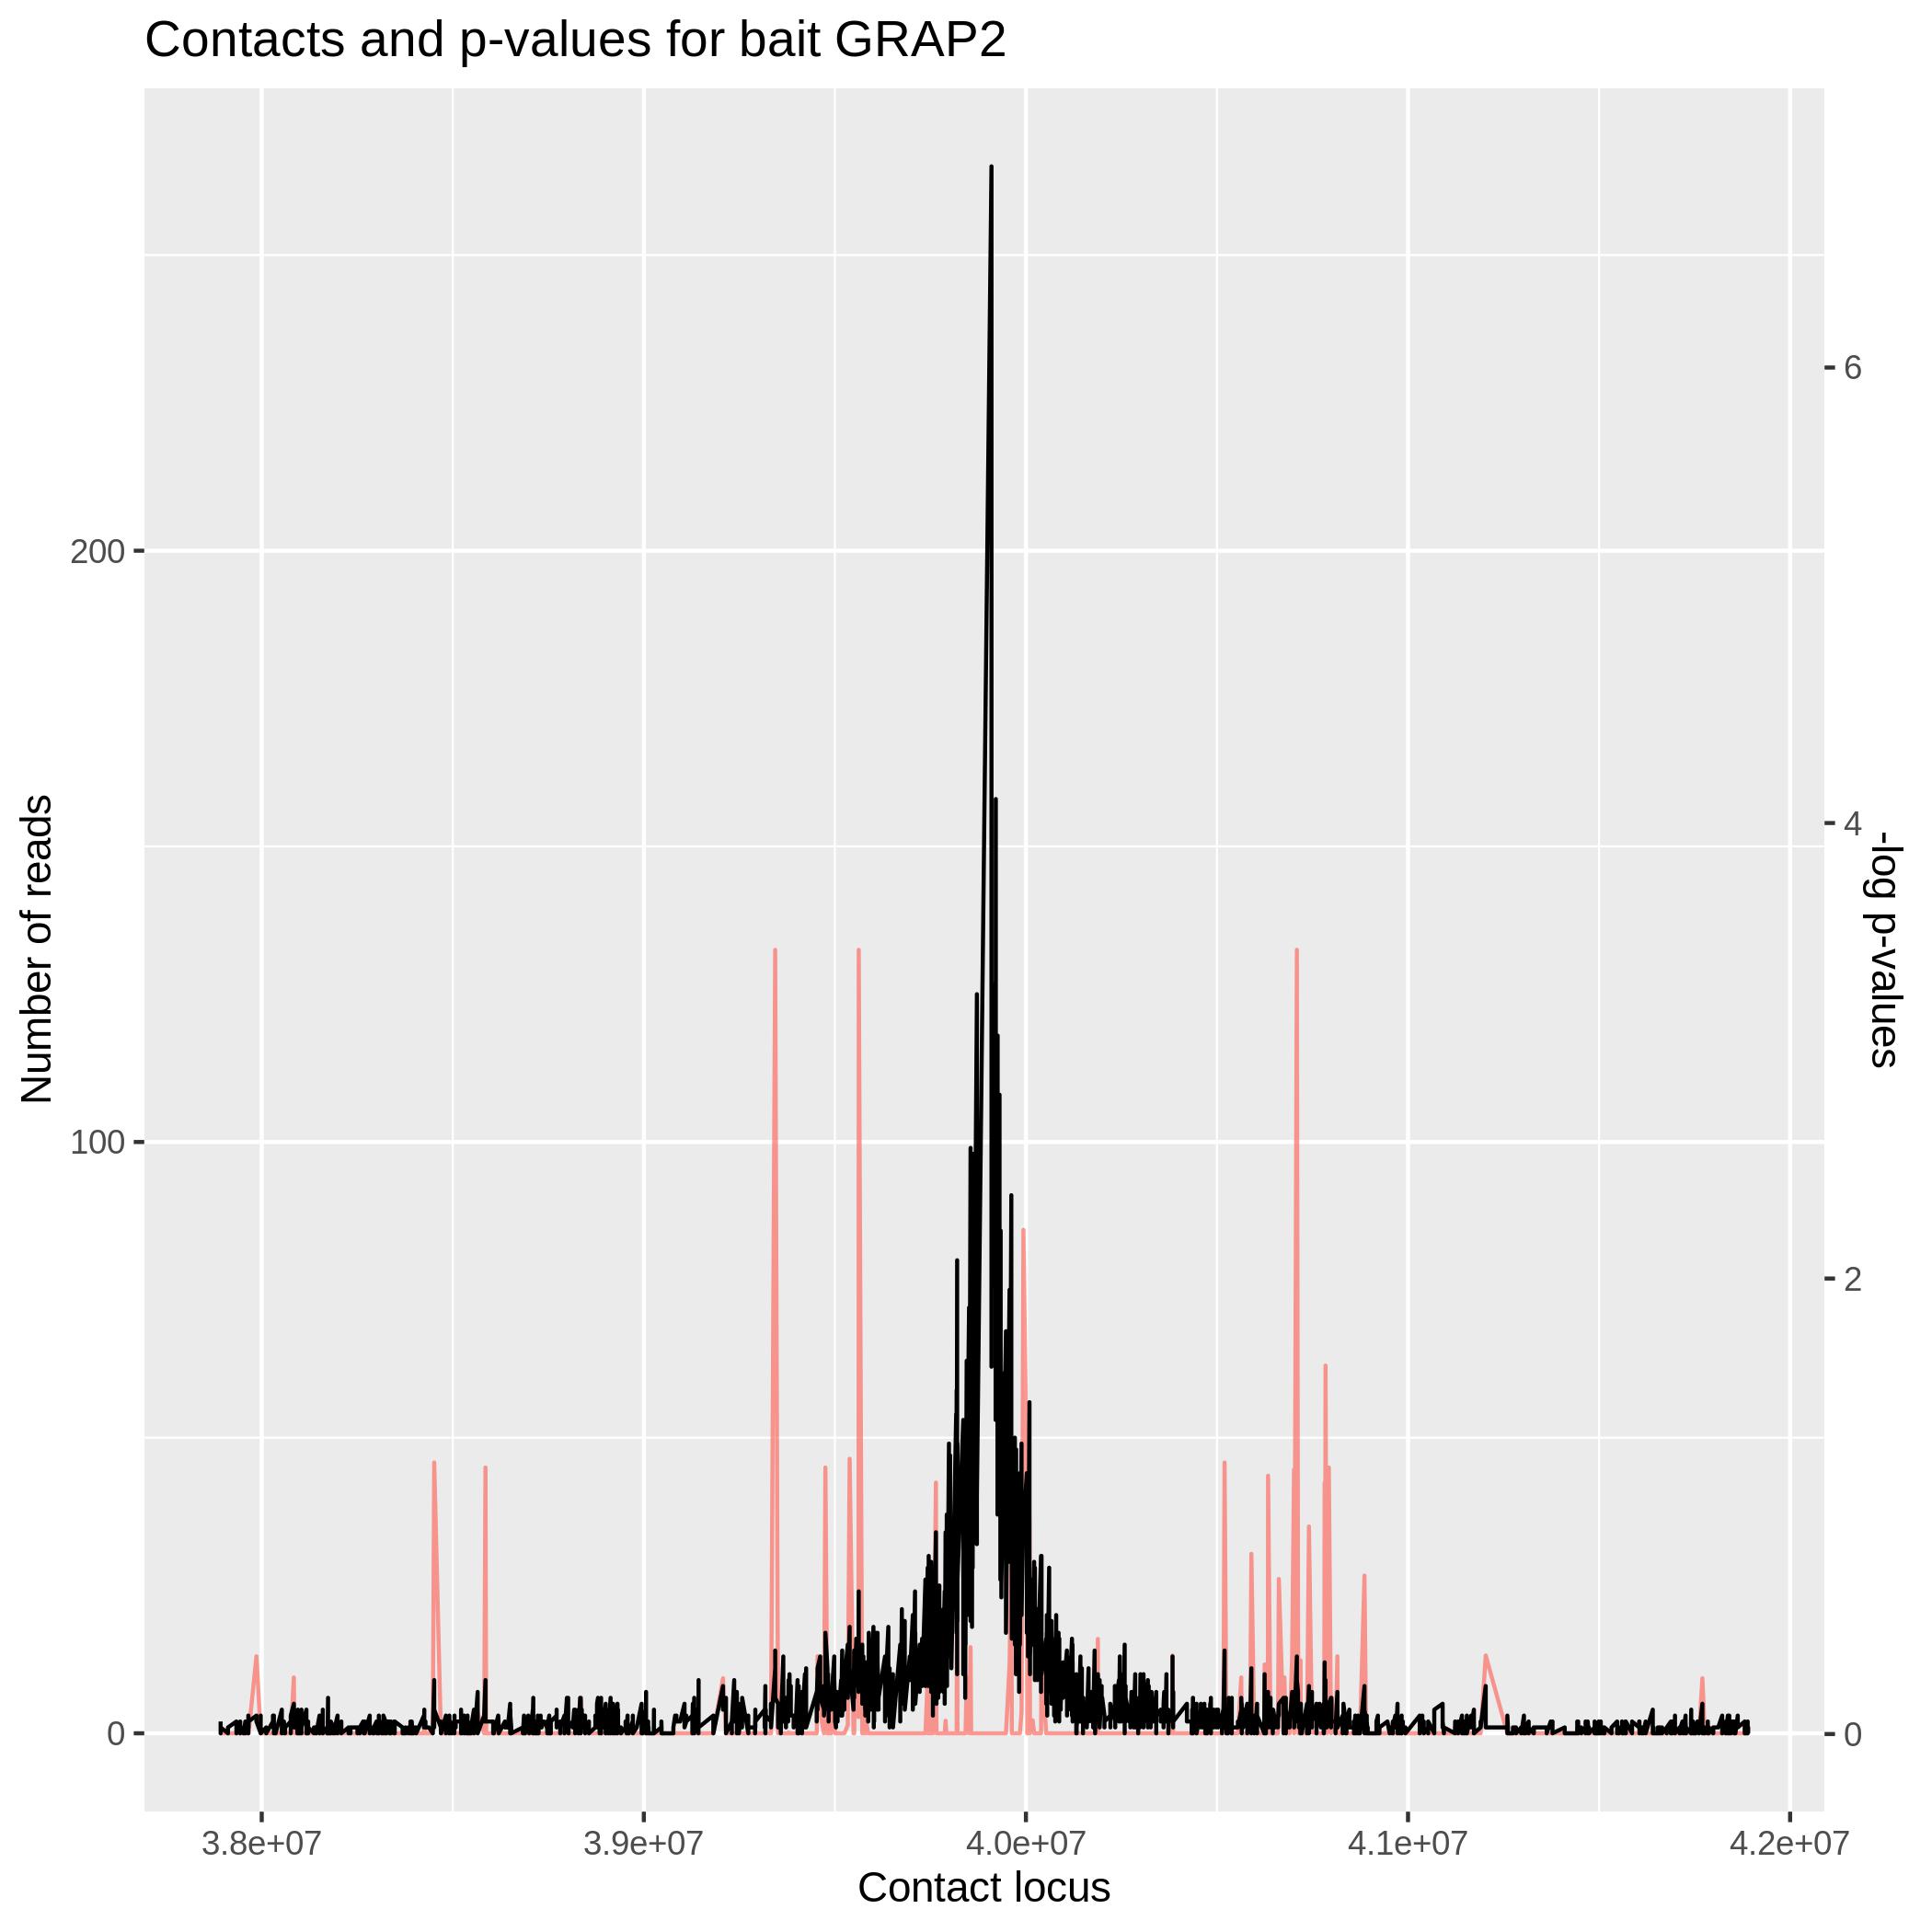 Contacts and p-values for bait GRAP2
Number of reads
200
100
0
6
4
2
0
-log p-values
3.8e+07 3.9e+07 4.0e+07 4.1e+07 4.2e+07
Contact locus